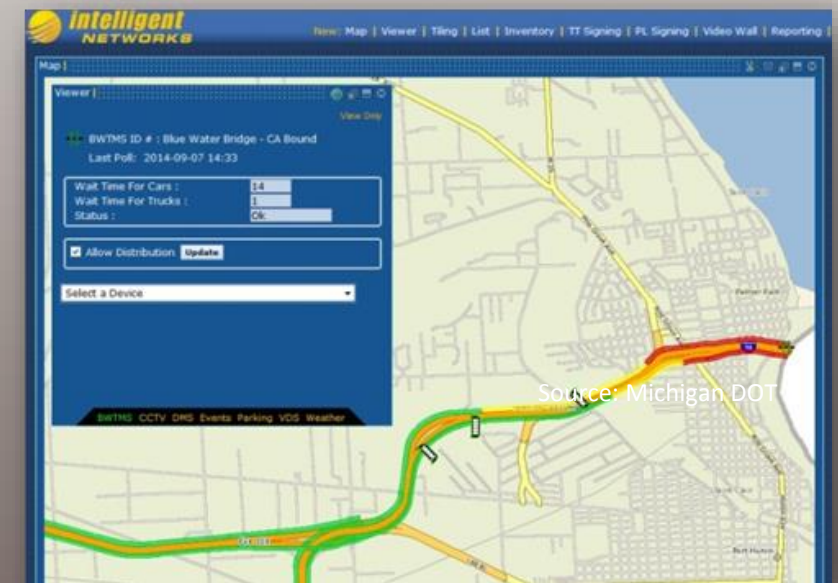 intelligent
NETWORKS
New: Map | Viewer | Tiling | List | Inventory | TT Signing | PL Signing | Video Wall | Reporting |
Map |
Viewer |
View Only
BWTMS ID # : Blue Water Bridge - CA Bound
Last Poll: 2014-09-07 14:33
Wait Time For Cars : 14
Wait Time For Trucks : 1
Status : Ok
Allow Distribution Update
Select a Device
BWTMS CCTV DMS Events Parking VDS Weather
Source: Michigan DOT